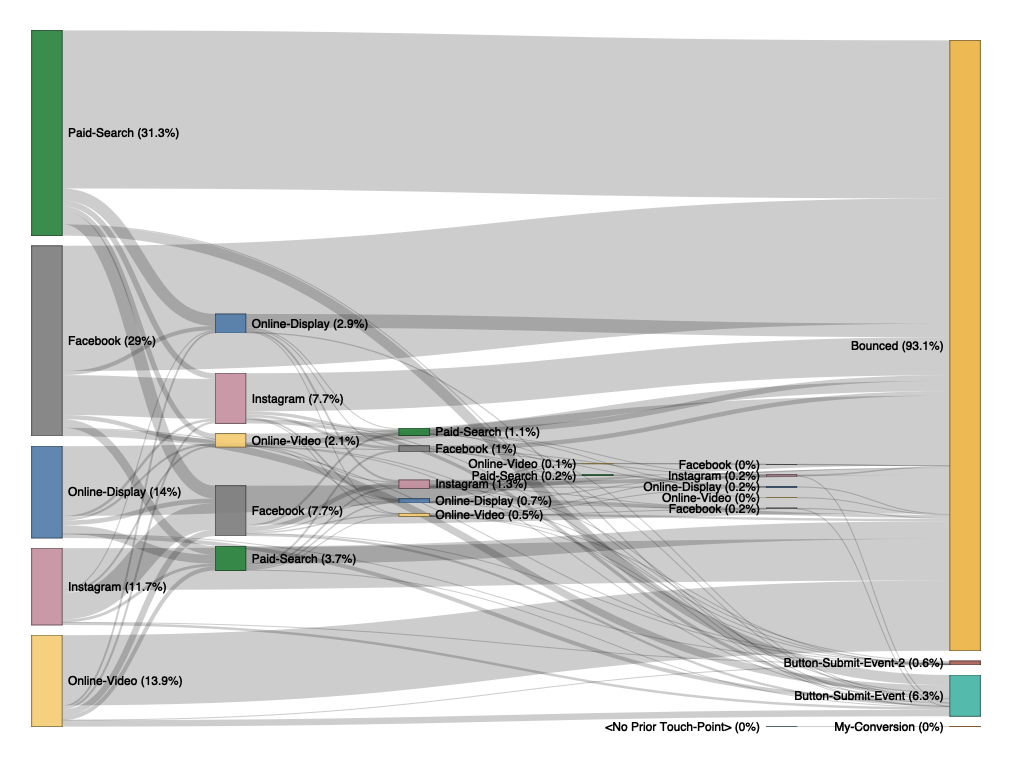 Paid-Search (31.3%)
Facebook (29%)
Online-Display (14%)
Instagram (11.7%)
Online-Video (13.9%)
Online-Display (2.9%)
Instagram (7.7%)
Online-Video (2.1%)
Facebook (7.7%)
Paid-Search (3.7%)
Paid-Search (1.1%)
Facebook (1%)
Instagram (1.3%)
Online-Display (0.7%)
Online-Video (0.5%)
Online-Video (0.1%)
Paid-Search (0.2%)
Facebook (0%)
Instagram (0.2%)
Online-Display (0.2%)
Online-Video (0%)
Facebook (0.2%)
<No Prior Touch-Point> (0%)
Bounced (93.1%)
Button-Submit-Event-2 (0.6%)
Button-Submit-Event (6.3%)
My-Conversion (0%)